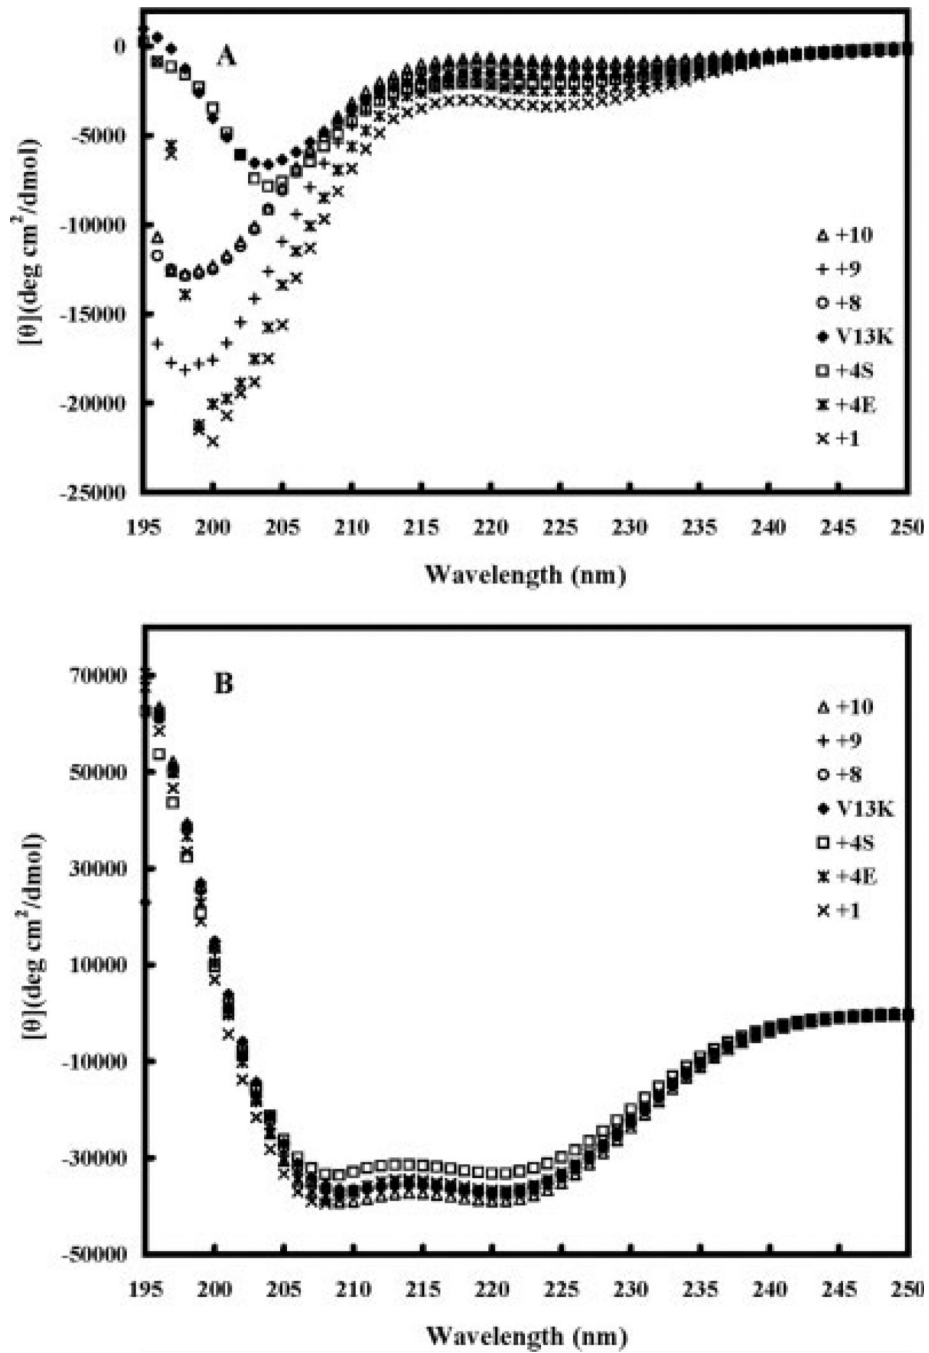 A
0
-5000
-10000
-15000
-20000
-25000
[θ](deg cm²/dmol)
+10
+9
+8
V13K
+4S
+4E
+1
195 200 205 210 215 220 225 230 235 240 245 250
Wavelength (nm)
B
70000
50000
30000
10000
-10000
-30000
-50000
[θ](deg cm²/dmol)
+10
+9
+8
V13K
+4S
+4E
+1
195 200 205 210 215 220 225 230 235 240 245 250
Wavelength (nm)